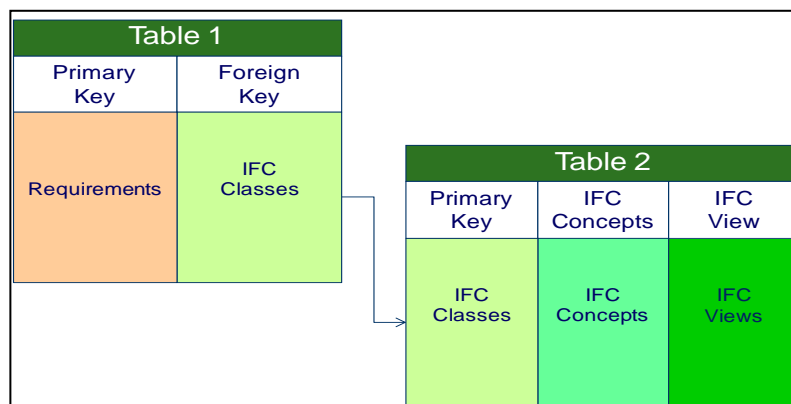 Table 1
Primary
Key
Foreign
Key
Requirements
IFC
Classes
Table 2
Primary
Key
IFC
Concepts
IFC
View
IFC
Classes
IFC
Concepts
IFC
Views